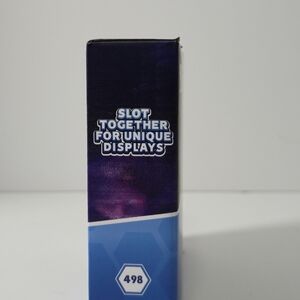 SLOT
TOGETHER
FOR UNIQUE
DISPLAYS
498